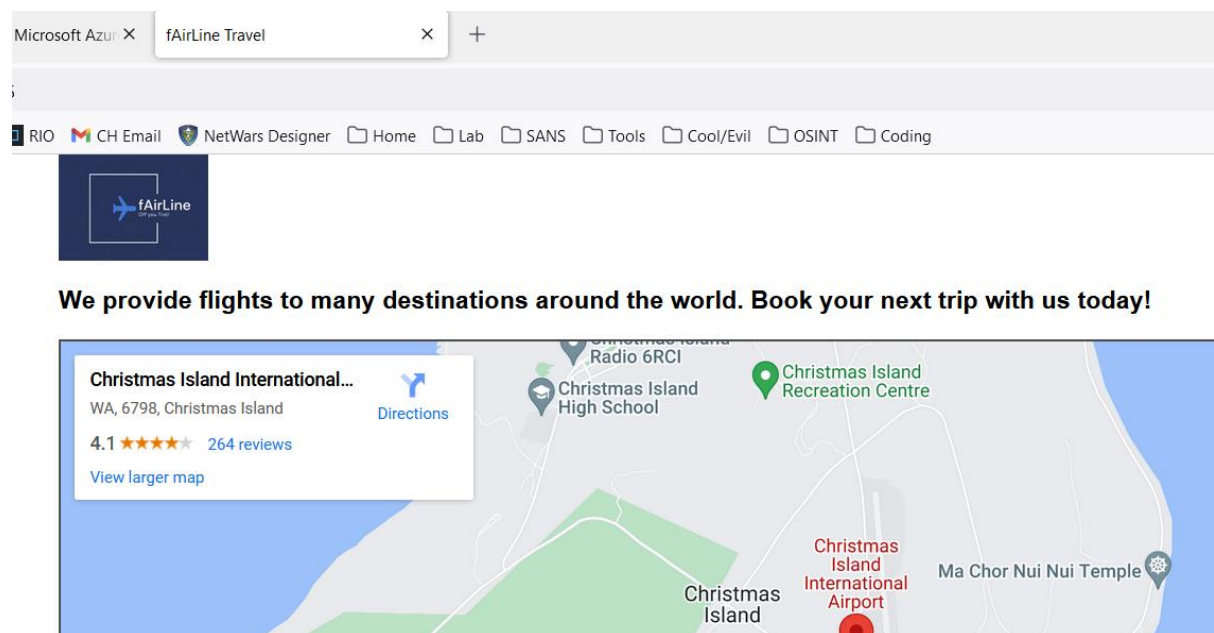 Microsoft Azur
fAirLine Travel
RIO
CH Email
NetWars Designer
Home
Lab
SANS
Tools
Cool/Evil
OSINT
Coding
fAirLine
We provide flights to many destinations around the world. Book your next trip with us today!
Christmas Island International...
WA, 6798, Christmas Island
Directions
4.1
264 reviews
View larger map
Radio 6RCI
Christmas Island
High School
Christmas Island
Recreation Centre
Christmas
Island
International
Airport
Ma Chor Nui Nui Temple
Christmas
Island